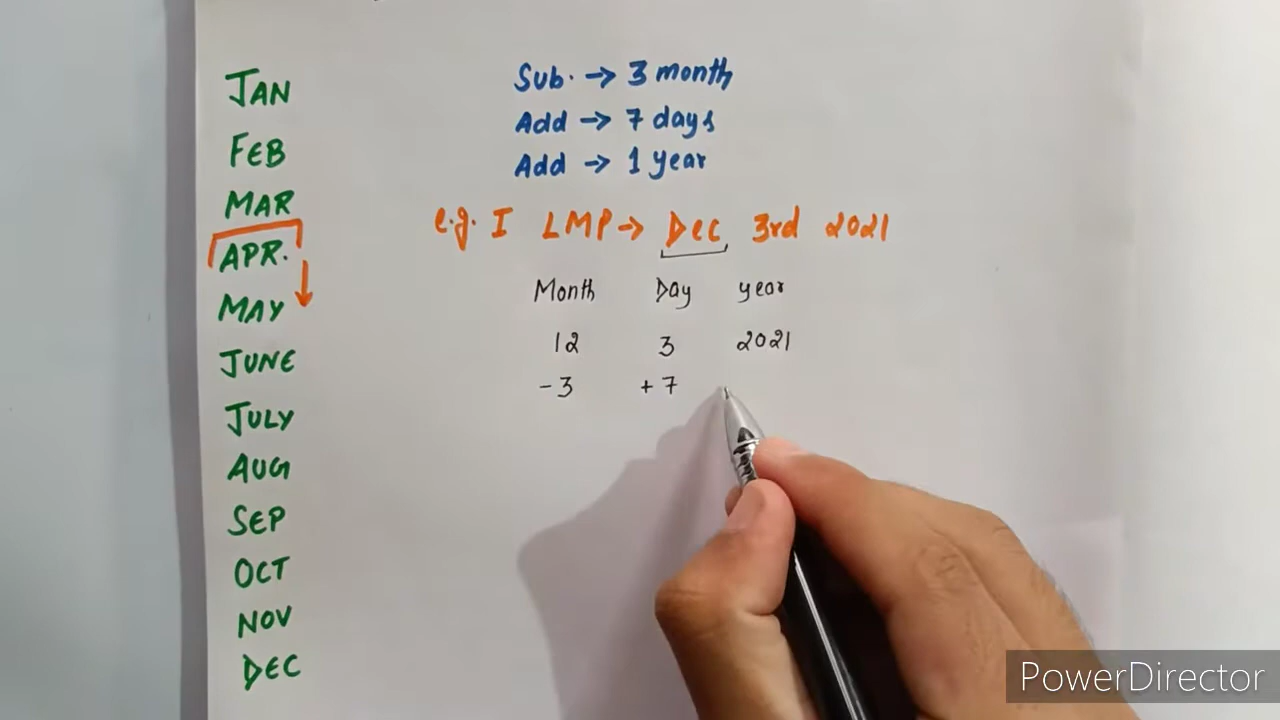 JAN
FEB
MAR
APR.
MAY
JUNE
JULY
AUG
SEP
OCT
NOV
DEC
Sub. → 3 month
Add → 7 days
Add → 1 year
e.g. I LMP → Dec 3rd 2021
Month Day year
12 3 2021
-3 +7
PowerDirector